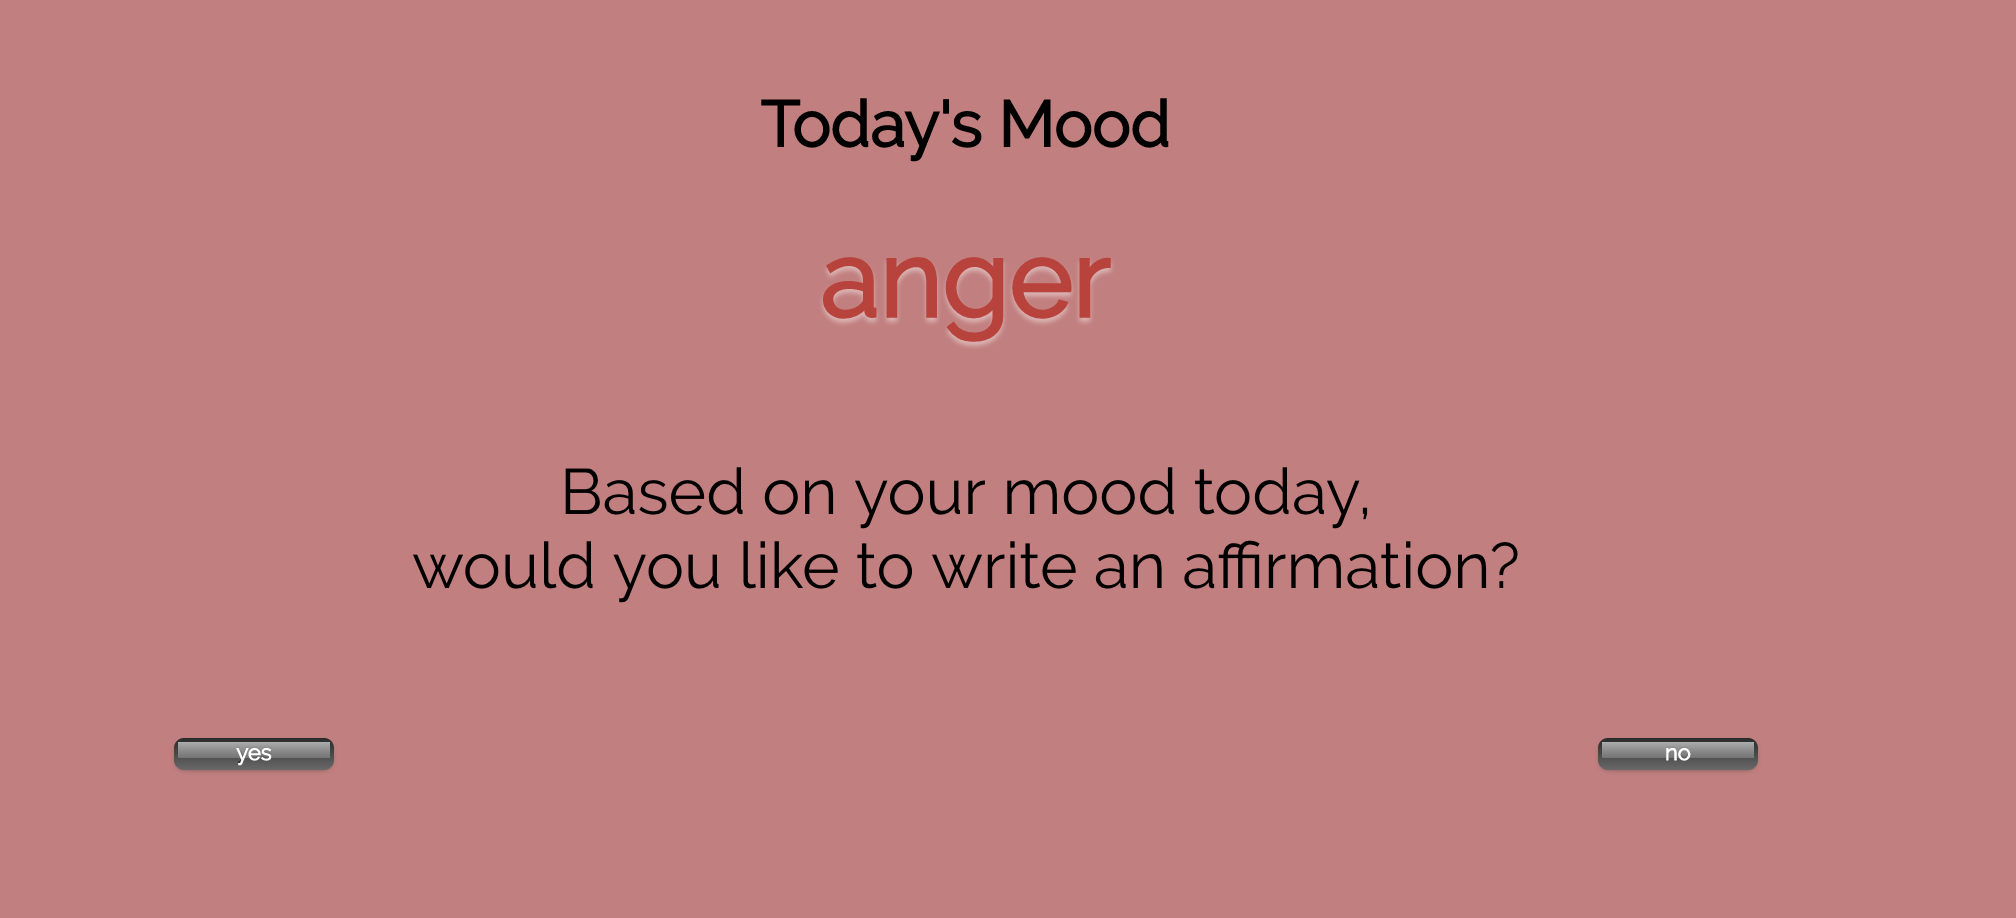 Today's Mood
anger
Based on your mood today,
would you like to write an affirmation?
yes
no